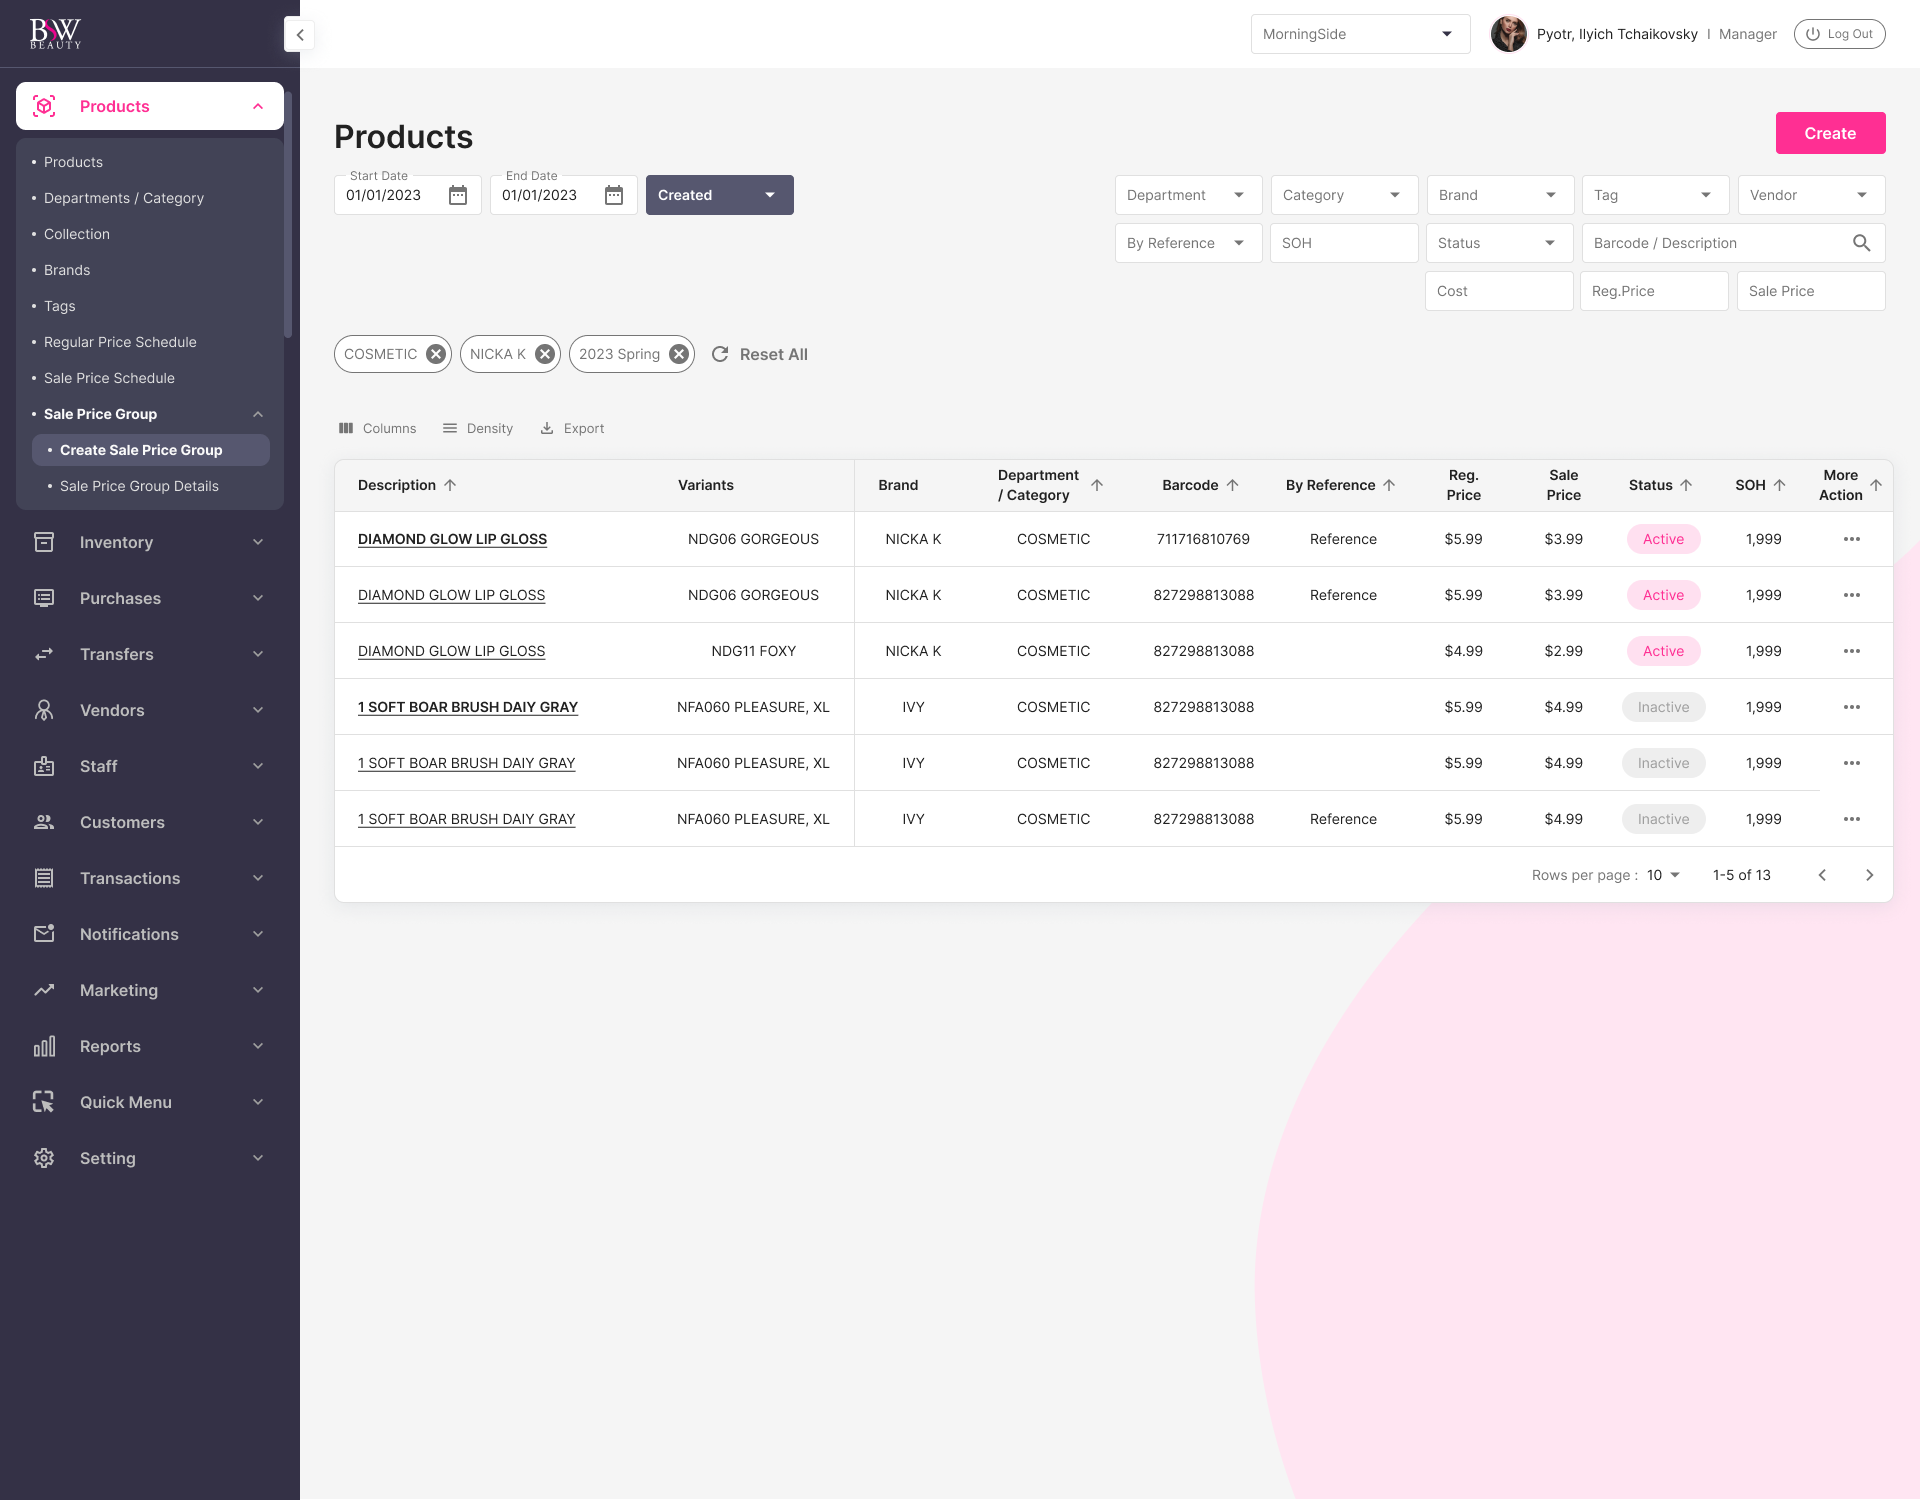 BSW
BEAUTY
MorningSide
Pyotr, Ilyich Tchaikovsky | Manager
Log Out
Products
Products
Departments / Category
Collection
Brands
Tags
Regular Price Schedule
Sale Price Schedule
Sale Price Group
Create Sale Price Group
Sale Price Group Details
Inventory
Purchases
Transfers
Vendors
Staff
Customers
Transactions
Notifications
Marketing
Reports
Quick Menu
Setting
Products
Create
Start Date
01/01/2023
End Date
01/01/2023
Created
Department
Category
Brand
Tag
Vendor
By Reference
SOH
Status
Barcode / Description
Cost
Reg.Price
Sale Price
COSMETIC
NICKA K
2023 Spring
Reset All
Columns
Density
Export
Description
Variants
Brand
Department
/ Category
Barcode
By Reference
Reg.
Price
Sale
Price
Status
SOH
More
Action
DIAMOND GLOW LIP GLOSS NDG06 GORGEOUS NICKA K COSMETIC 711716810769 Reference $5.99 $3.99 Active 1,999
DIAMOND GLOW LIP GLOSS NDG06 GORGEOUS NICKA K COSMETIC 827298813088 Reference $5.99 $3.99 Active 1,999
DIAMOND GLOW LIP GLOSS NDG11 FOXY NICKA K COSMETIC 827298813088 $4.99 $2.99 Active 1,999
1 SOFT BOAR BRUSH DAIY GRAY NFA060 PLEASURE, XL IVY COSMETIC 827298813088 $5.99 $4.99 Inactive 1,999
1 SOFT BOAR BRUSH DAIY GRAY NFA060 PLEASURE, XL IVY COSMETIC 827298813088 $5.99 $4.99 Inactive 1,999
1 SOFT BOAR BRUSH DAIY GRAY NFA060 PLEASURE, XL IVY COSMETIC 827298813088 Reference $5.99 $4.99 Inactive 1,999
Rows per page : 10 1-5 of 13